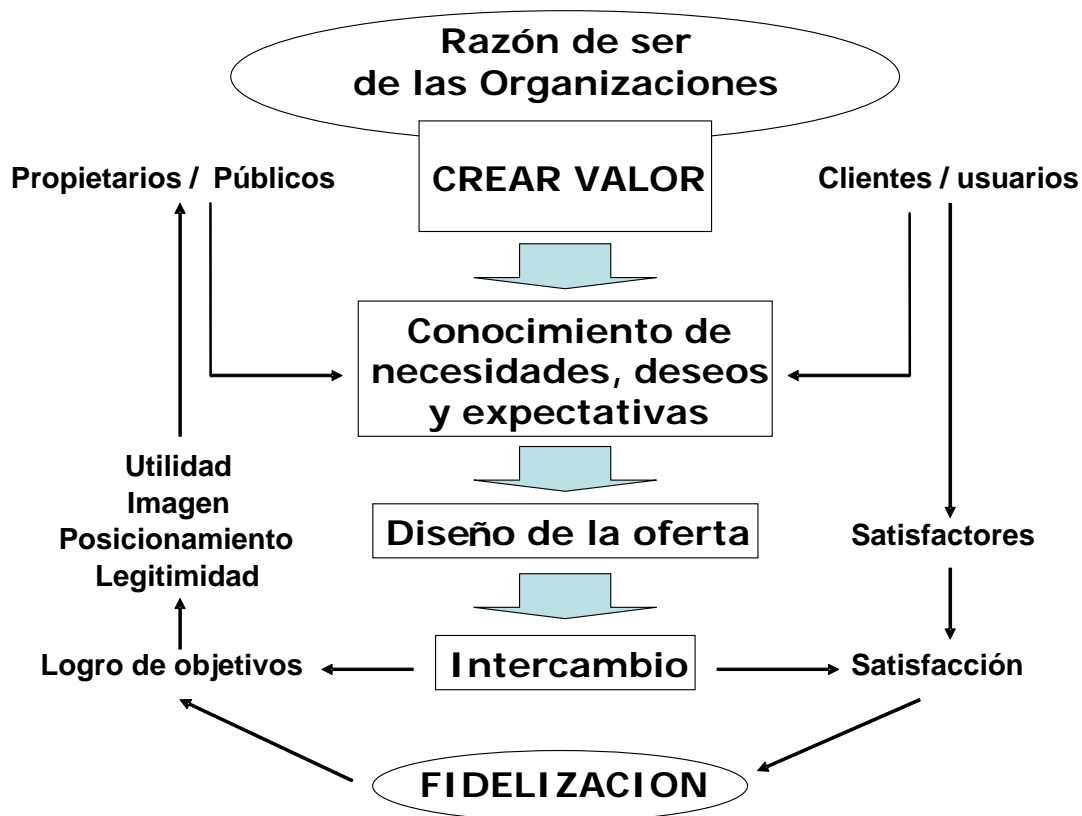 Razón de ser
de las Organizaciones
CREAR VALOR
Propietarios / Públicos
Clientes / usuarios
Conocimiento de
necesidades, deseos
y expectativas
Utilidad
Imagen
Posicionamiento
Legitimidad
Diseño de la oferta
Satisfactores
Logro de objetivos
Intercambio
Satisfacción
FIDELIZACION